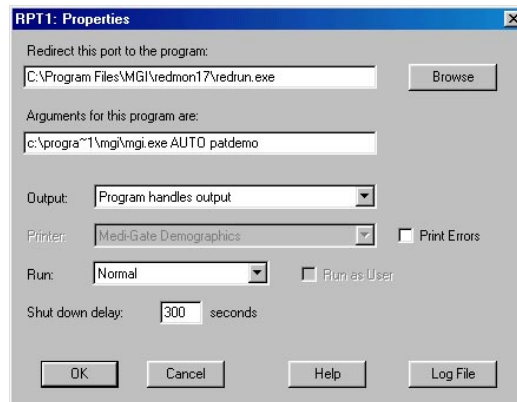 RPT1: Properties
Redirect this port to the program:
C:\Program Files\MGI\redmon17\redrun.exe
Browse
Arguments for this program are:
c:\progra~1\mgi\mgi.exe AUTO patdemo
Output: Program handles output
Printer: Medi-Gate Demographics Print Errors
Run: Normal Run as User
Shut down delay: 300 seconds
OK Cancel Help Log File